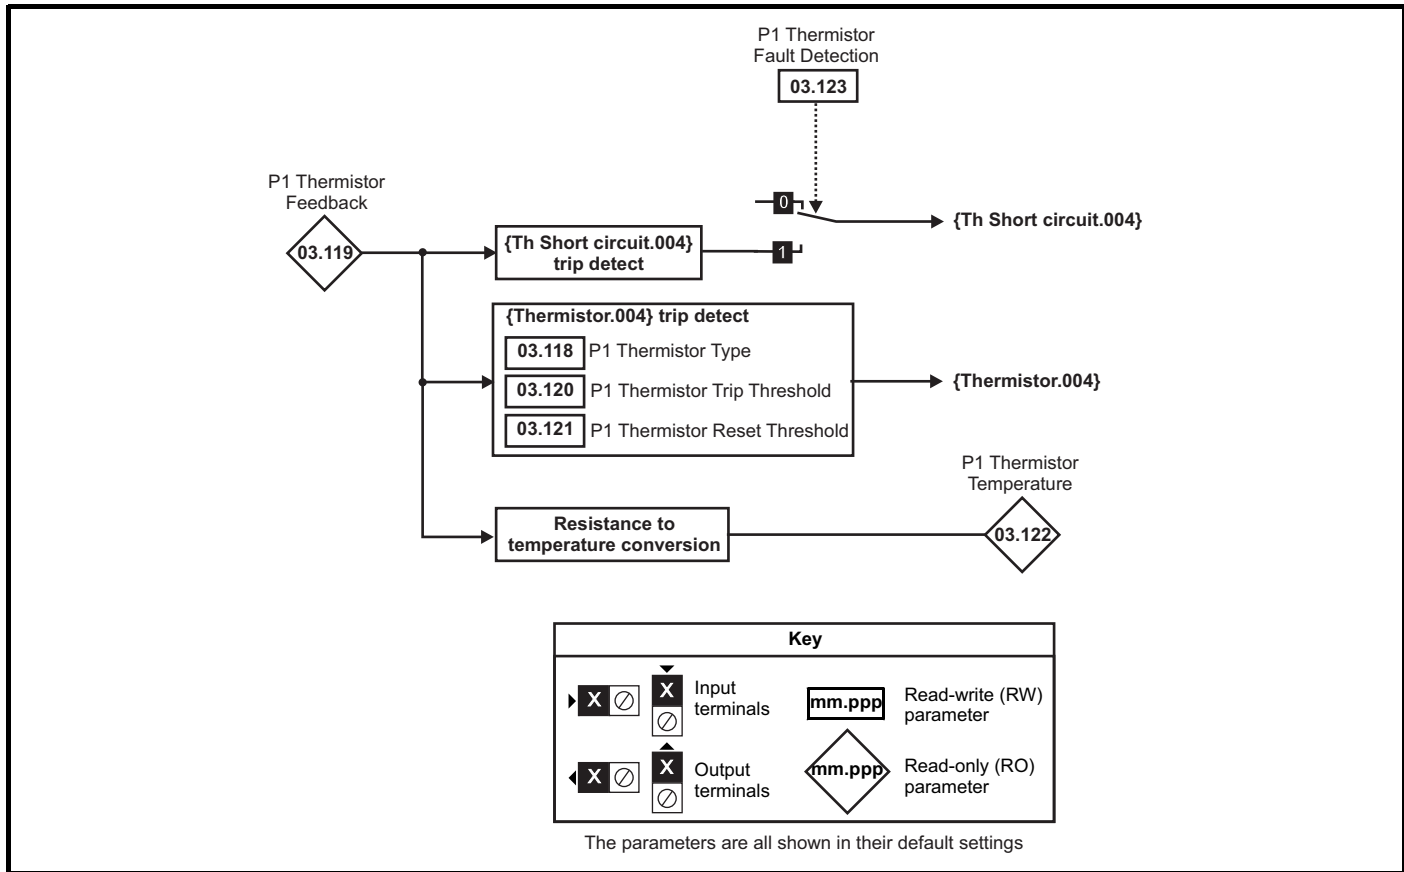 P1 Thermistor
Fault Detection
03.123
P1 Thermistor
Feedback
03.119
0
{Th Short circuit.004}
{Th Short circuit.004}
trip detect
1
{Thermistor.004} trip detect
03.118 P1 Thermistor Type
03.120 P1 Thermistor Trip Threshold
03.121 P1 Thermistor Reset Threshold
{Thermistor.004}
P1 Thermistor
Temperature
Resistance to
temperature conversion
03.122
Key
X
X
Input
terminals
mm.ppp
Read-write (RW)
parameter
X
X
Output
terminals
mm.ppp
Read-only (RO)
parameter
The parameters are all shown in their default settings